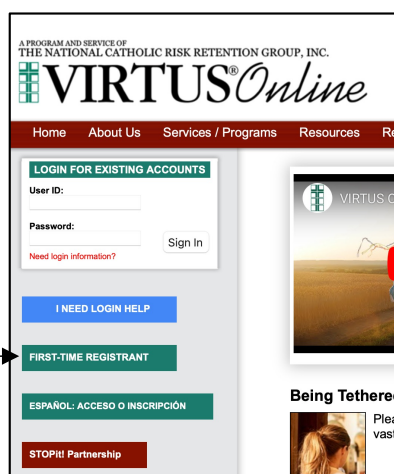 A PROGRAM AND SERVICE OF
THE NATIONAL CATHOLIC RISK RETENTION GROUP, INC.
VIRTUS®Online
Home About Us Services / Programs Resources
LOGIN FOR EXISTING ACCOUNTS
User ID:
Password:
Sign In
Need login information?
I NEED LOGIN HELP
FIRST-TIME REGISTRANT
ESPAÑOL: ACCESO O INSCRIPCIÓN
STOPit! Partnership
VIRTUS
Being